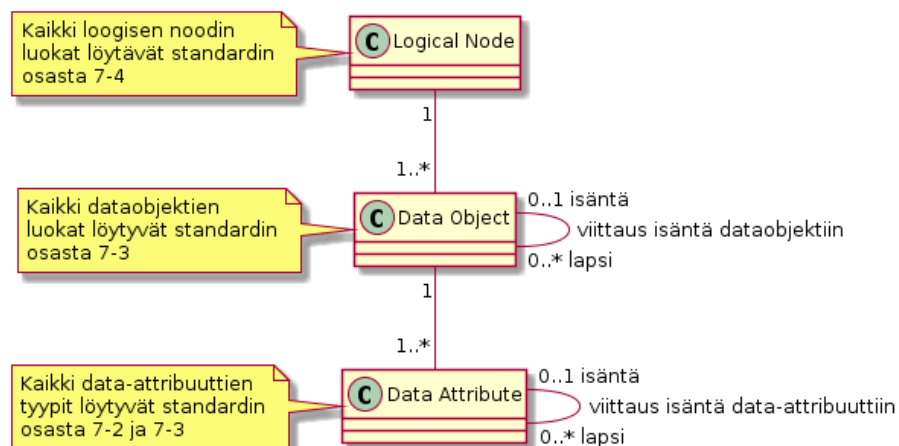 Kaikki loogisen noodin
luokat löytävät standardin
osasta 7-4
C Logical Node
1
1..*
Kaikki dataobjektien
luokat löytyvät standardin
osasta 7-3
C Data Object
0..1 isäntä
viittaus isäntä dataobjektiin
0..* lapsi
1
1..*
Kaikki data-attribuuttien
tyypit löytyvät standardin
osasta 7-2 ja 7-3
C Data Attribute
0..1 isäntä
viittaus isäntä data-attribuuttiin
0..* lapsi